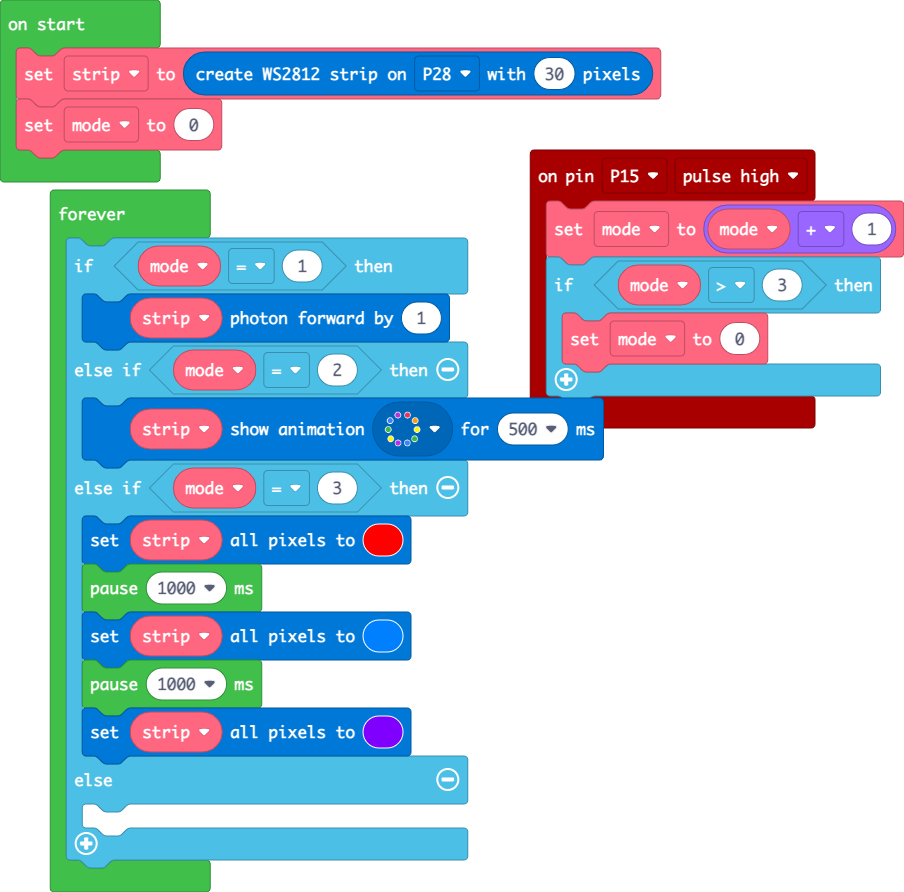 on start
set strip to create WS2812 strip on P28 with 30 pixels
set mode to 0
forever
if mode = 1 then
strip photon forward by 1
else if mode = 2 then
strip show animation for 500 ms
else if mode = 3 then
set strip all pixels to
pause 1000 ms
set strip all pixels to
pause 1000 ms
set strip all pixels to
else
on pin P15 pulse high
set mode to mode + 1
if mode > 3 then
set mode to 0